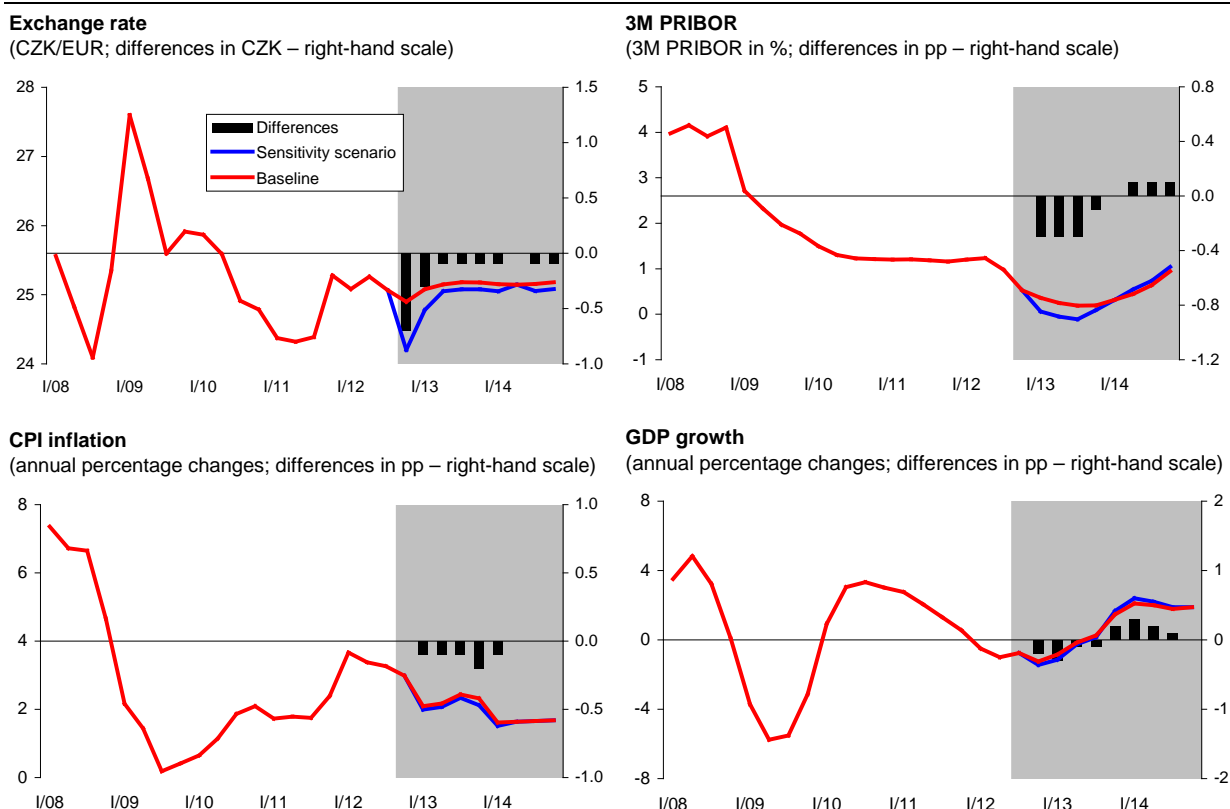 Exchange rate
(CZK/EUR; differences in CZK – right-hand scale)
28
27
26
25
24
1.5
1.0
0.5
0.0
-0.5
-1.0
Differences
Sensitivity scenario
Baseline
I/08 I/09 I/10 I/11 I/12 I/13 I/14
3M PRIBOR
(3M PRIBOR in %; differences in pp – right-hand scale)
5
4
3
2
1
0
-1
0.8
0.4
0.0
-0.4
-0.8
-1.2
I/08 I/09 I/10 I/11 I/12 I/13 I/14
CPI inflation
(annual percentage changes; differences in pp – right-hand scale)
8
6
4
2
0
1.0
0.5
0.0
-0.5
-1.0
I/08 I/09 I/10 I/11 I/12 I/13 I/14
GDP growth
(annual percentage changes; differences in pp – right-hand scale)
8
4
0
-4
-8
2
1
0
-1
-2
I/08 I/09 I/10 I/11 I/12 I/13 I/14